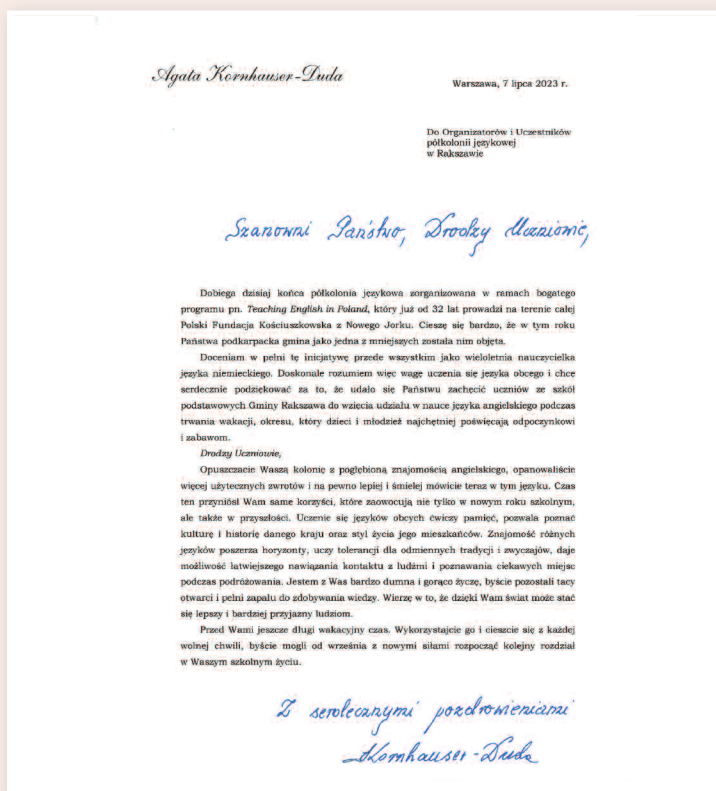 Agata Kornhauser-Duda
Warszawa, 7 lipca 2023 r.
Do Organizatorów i Uczestników
półkolonii językowej
w Rakszawie
Szanowni Państwo, Drodzy Uczniowie,
Dobiega dzisiaj końca półkolonia językowa zorganizowana w ramach bogatego
programu pn. Teaching English in Poland, który już od 32 lat prowadzi na terenie całej
Polski Fundacja Kościuszkowska z Nowego Jorku. Cieszę się bardzo, że w tym roku
Państwa podkarpacka gmina jako jedna z mniejszych została nim objęta.
Doceniam w pełni tę inicjatywę przede wszystkim jako wieloletnia nauczycielka
języka niemieckiego. Doskonale rozumiem więc wagę uczenia się języka obcego i chcę
serdecznie podziękować za to, że udało się Państwu zachęcić uczniów ze szkół
podstawowych Gminy Rakszawa do wzięcia udziału w nauce języka angielskiego podczas
trwania wakacji, okresu, który dzieci i młodzież najchętniej poświęcają odpoczynkowi
i zabawom.
Drodzy Uczniowie,
Opuszczacie Waszą kolonię z pogłębioną znajomością angielskiego, opanowaliście
więcej użytecznych zwrotów i na pewno lepiej i śmielej mówicie teraz w tym języku. Czas
ten przyniósł Wam same korzyści, które zaowocują nie tylko w nowym roku szkolnym,
ale także w przyszłości. Uczenie się języków obcych ćwiczy pamięć, pozwala poznać
kulturę i historię danego kraju oraz styl życia jego mieszkańców. Znajomość różnych
języków poszerza horyzonty, uczy tolerancji dla odmiennych tradycji i zwyczajów, daje
możliwość łatwiejszego nawiązania kontaktu z ludźmi i poznawania ciekawych miejsc
podczas podróżowania. Jestem z Was bardzo dumna i gorąco życzę, byście pozostali tacy
otwarci i pełni zapału do zdobywania wiedzy. Wierzę w to, że dzięki Wam świat może stać
się lepszy i bardziej przyjazny ludziom.
Przed Wami jeszcze długi wakacyjny czas. Wykorzystajcie go i cieszcie się z każdej
wolnej chwili, byście mogli od września z nowymi siłami rozpocząć kolejny rozdział
w Waszym szkolnym życiu.
Z serdecznymi pozdrowieniami
AKornhauser-Duda